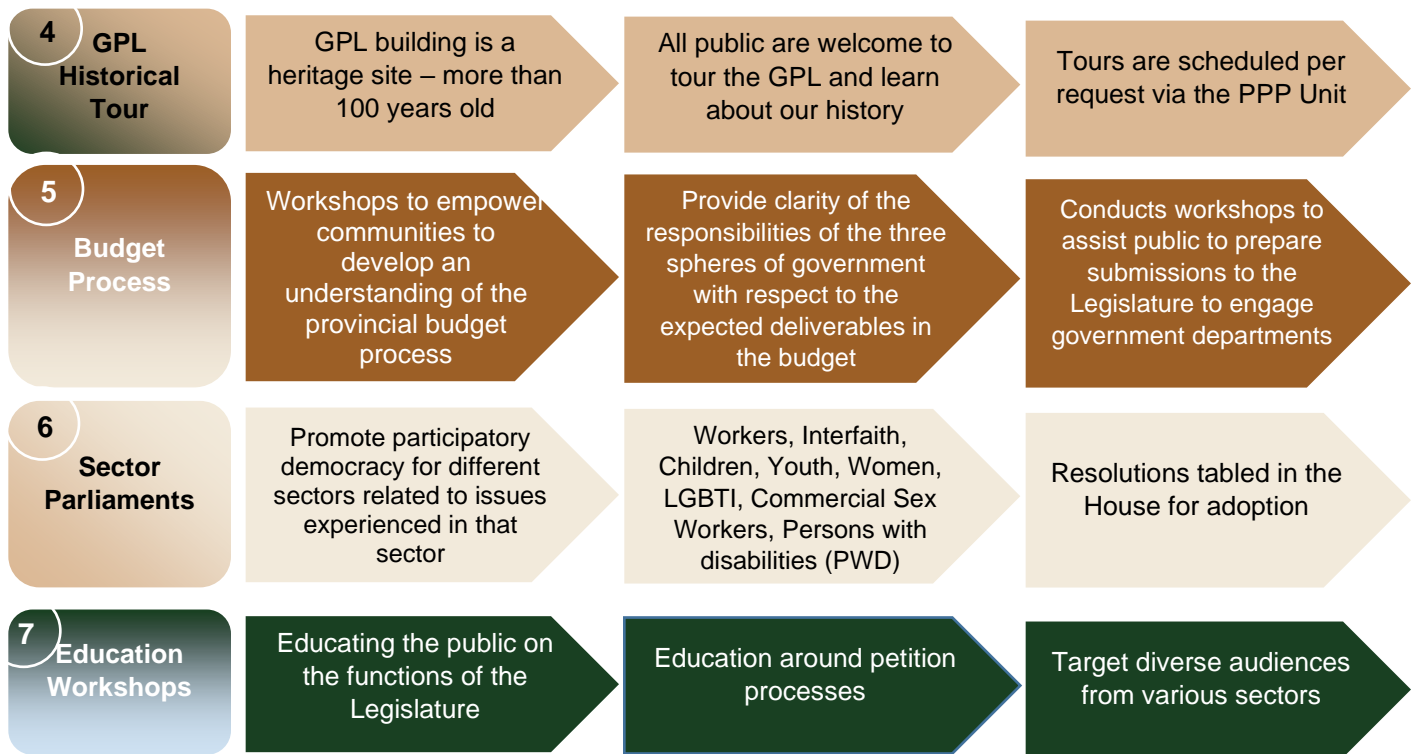 4
GPL
Historical
Tour
GPL building is a
heritage site – more than
100 years old
All public are welcome to
tour the GPL and learn
about our history
Tours are scheduled per
request via the PPP Unit
5
Budget
Process
Workshops to empower
communities to
develop an
understanding of the
provincial budget
process
Provide clarity of the
responsibilities of the three
spheres of government
with respect to the
expected deliverables in
the budget
Conducts workshops to
assist public to prepare
submissions to the
Legislature to engage
government departments
6
Sector
Parliaments
Promote participatory
democracy for different
sectors related to issues
experienced in that
sector
Workers, Interfaith,
Children, Youth, Women,
LGBTI, Commercial Sex
Workers, Persons with
disabilities (PWD)
Resolutions tabled in the
House for adoption
7
Education
Workshops
Educating the public on
the functions of the
Legislature
Education around petition
processes
Target diverse audiences
from various sectors